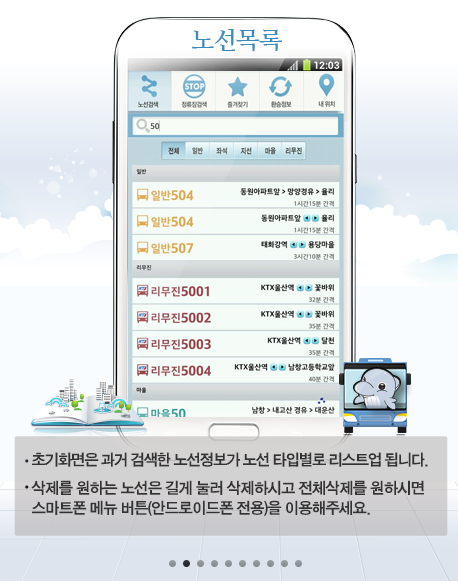 노선목록
12:03
STOP
노선검색 정류장검색 즐겨찾기 환승정보 내 위치
50
전체 일반 좌석 지선 마을 리무진
일반
일반504 동원아파트앞 > 망양경유 > 율리
1시간15분 간격
일반504 동원아파트앞 율리
1시간15분 간격
일반507 태화강역 용당마을
3시간10분 간격
리무진
리무진5001 KTX울산역 꽃바위
32분 간격
리무진5002 KTX울산역 꽃바위
35분 간격
리무진5003 KTX울산역 달천
35분 간격
리무진5004 KTX울산역 남창고등학교앞
40분 간격
마을
마을50 남창 > 내고산 경유 > 대운산
• 초기화면은 과거 검색한 노선정보가 노선 타입별로 리스트업 됩니다.
• 삭제를 원하는 노선은 길게 눌러 삭제하시고 전체삭제를 원하시면
스마트폰 메뉴 버튼(안드로이드폰 전용)을 이용해주세요.